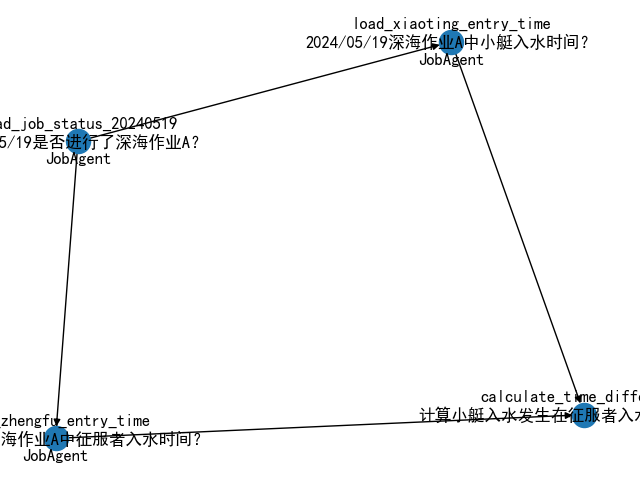 load_xiaoting_entry_time
2024/05/19深海作业A中小艇入水时间?
JobAgent
ad_job_status_20240519
5/19是否进行了深海作业A?
JobAgent
calculate_time_diffe
计算小艇入水发生在征服者入水
_zhengfu_entry_time
海作业A中征服者入水时间?
JobAgent